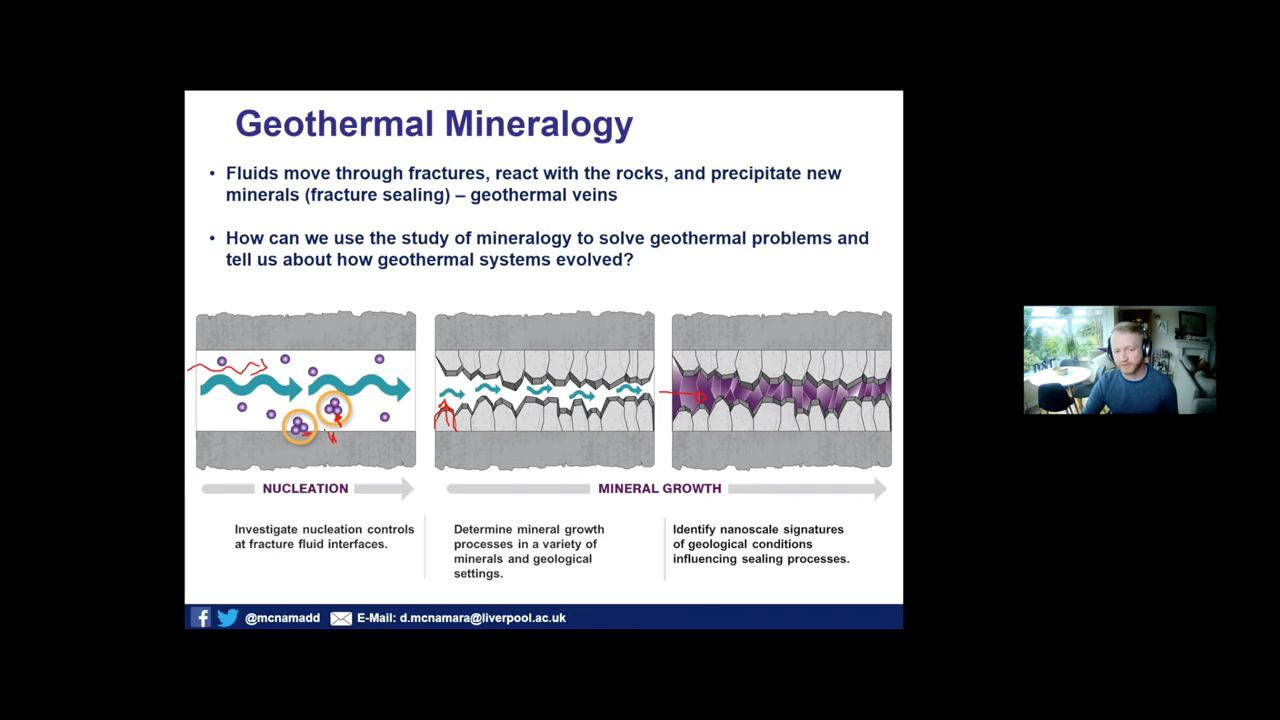 Geothermal Mineralogy
• Fluids move through fractures, react with the rocks, and precipitate new
minerals (fracture sealing) – geothermal veins
• How can we use the study of mineralogy to solve geothermal problems and
tell us about how geothermal systems evolved?
NUCLEATION
MINERAL GROWTH
Investigate nucleation controls
at fracture fluid interfaces.
Determine mineral growth
processes in a variety of
minerals and geological
settings.
Identify nanoscale signatures
of geological conditions
influencing sealing processes.
@mcnamadd E-Mail: d.mcnamara@liverpool.ac.uk